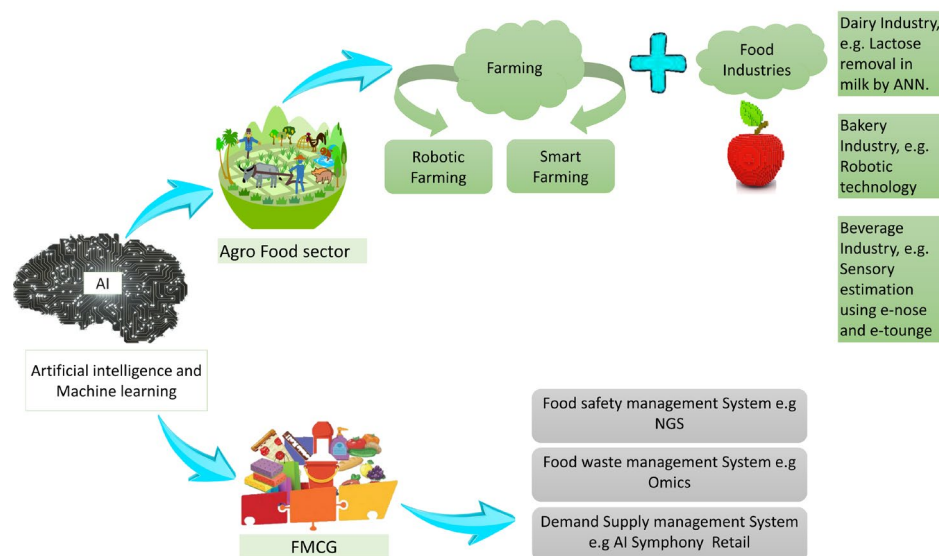 Farming
Robotic
Farming
Smart
Farming
Food
Industries
Dairy Industry,
e.g. Lactose
removal in
milk by ANN.
Bakery
Industry, e.g.
Robotic
technology
Beverage
Industry, e.g.
Sensory
estimation
using e-nose
and e-tounge
Agro Food sector
AI
Artificial intelligence and
Machine learning
FMCG
Food safety management System e.g
NGS
Food waste management System e.g
Omics
Demand Supply management System
e.g AI Symphony Retail